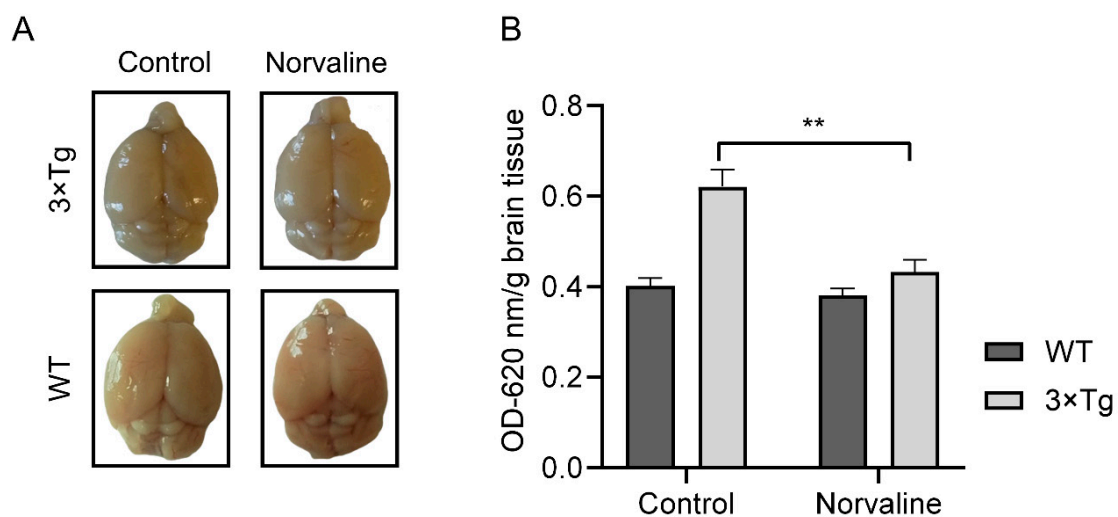 A
Control Norvaline
3×Tg
WT
B
OD-620 nm/g brain tissue
0.8
0.6
0.4
0.2
0.0
**
Control Norvaline
WT
3×Tg